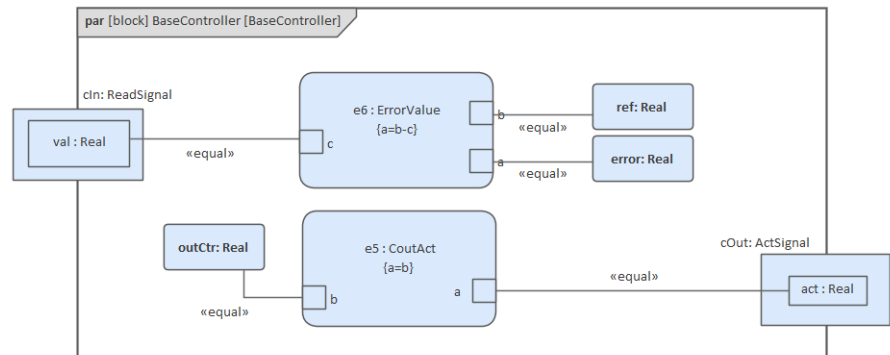 par [block] BaseController [BaseController]
cIn: ReadSignal
val : Real
«equal»
c
e6 : ErrorValue
{a=b-c}
b
«equal»
ref: Real
a
«equal»
error: Real
outCtr: Real
«equal»
b
e5 : CoutAct
{a=b}
a
«equal»
cOut: ActSignal
act : Real